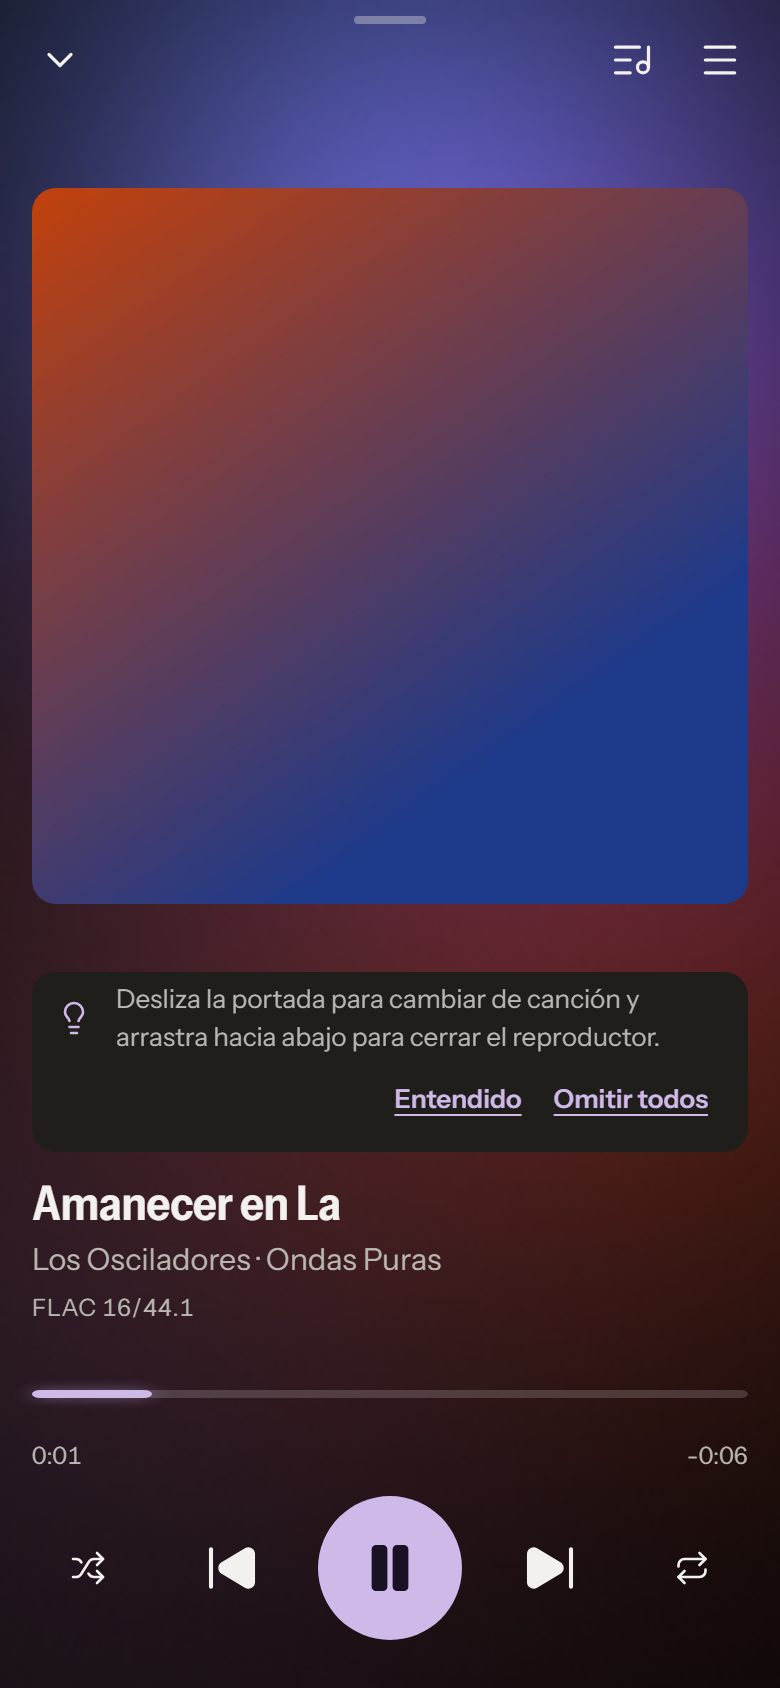 Desliza la portada para cambiar de canción y
arrastra hacia abajo para cerrar el reproductor.
Entendido Omitir todos
Amanecer en La
Los Osciladores · Ondas Puras
FLAC 16/44.1
0:01 -0:06